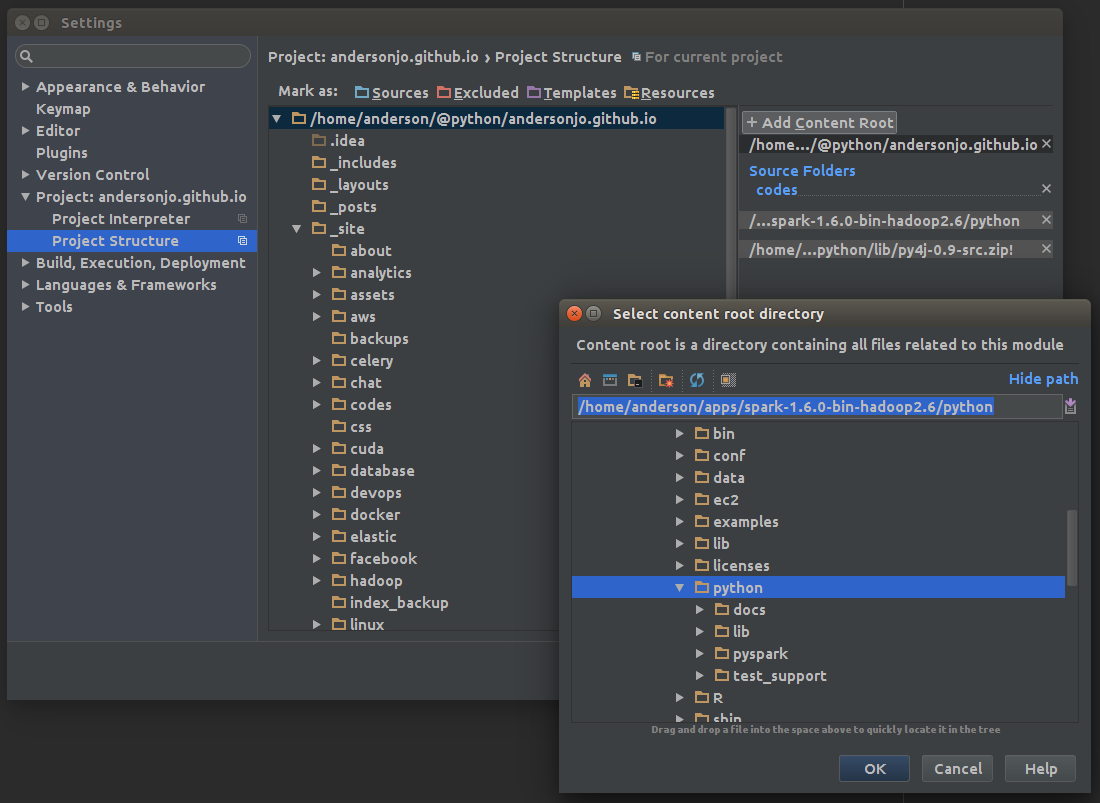 Settings
Appearance & Behavior
Keymap
Editor
Plugins
Version Control
Project: andersonjo.github.io
Project Interpreter
Project Structure
Build, Execution, Deployment
Languages & Frameworks
Tools
Project: andersonjo.github.io › Project Structure For current project
Mark as: Sources Excluded Templates Resources
/home/anderson/@python/andersonjo.github.io
.idea
_includes
_layouts
_posts
_site
about
analytics
assets
aws
backups
celery
chat
codes
css
cuda
database
devops
docker
elastic
facebook
hadoop
index_backup
linux
+ Add Content Root
/home.../@python/andersonjo.github.io
Source Folders
codes
/...spark-1.6.0-bin-hadoop2.6/python
/home/...python/lib/py4j-0.9-src.zip!
Select content root directory
Content root is a directory containing all files related to this module
Hide path
/home/anderson/apps/spark-1.6.0-bin-hadoop2.6/python
bin
conf
data
ec2
examples
lib
licenses
python
docs
lib
pyspark
test_support
R
sbin
Drag and drop a file into the space above to quickly locate it in the tree
OK Cancel Help